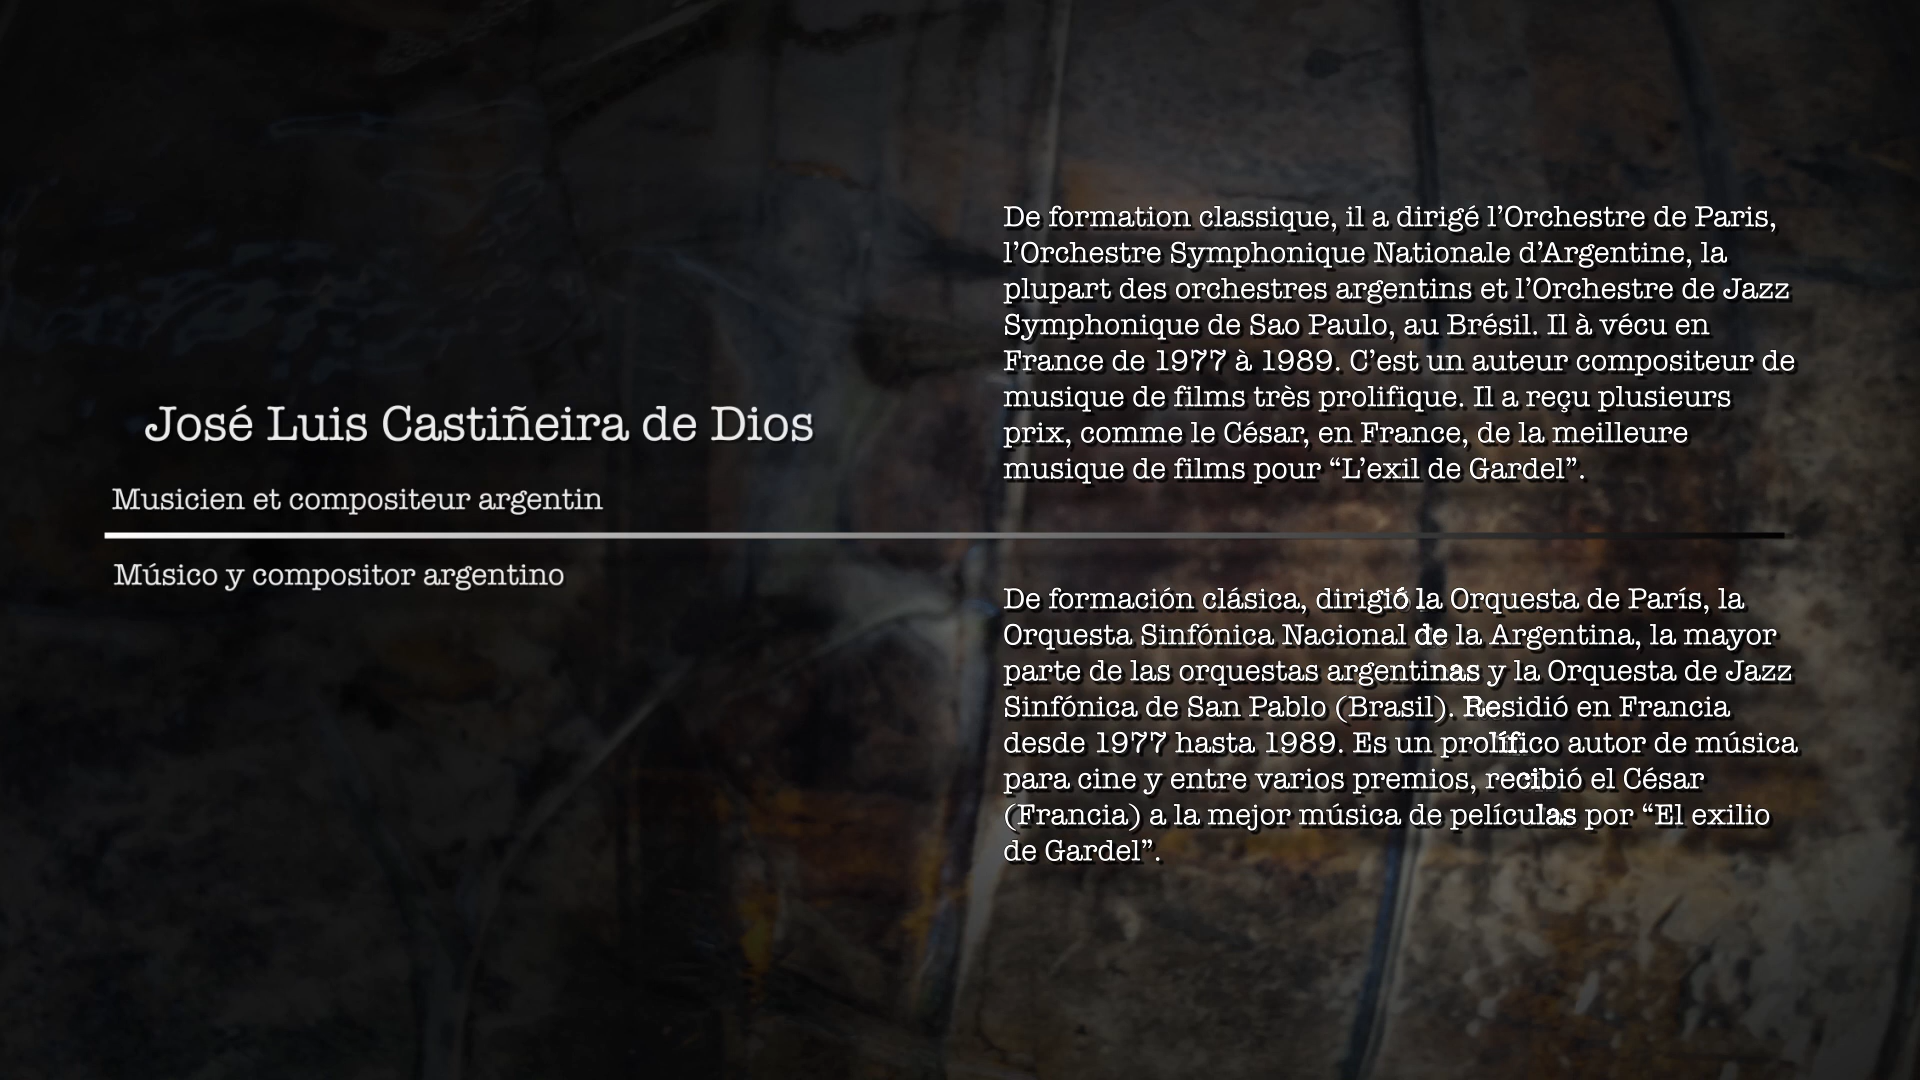 José Luis Castiñeira de Dios
Musicien et compositeur argentin
Músico y compositor argentino
De formation classique, il a dirigé l’Orchestre de Paris,
l’Orchestre Symphonique Nationale d’Argentine, la
plupart des orchestres argentins et l’Orchestre de Jazz
Symphonique de Sao Paulo, au Brésil. Il à vécu en
France de 1977 à 1989. C’est un auteur compositeur de
musique de films très prolifique. Il a reçu plusieurs
prix, comme le César, en France, de la meilleure
musique de films pour “L’exil de Gardel”.
De formación clásica, dirigió la Orquesta de París, la
Orquesta Sinfónica Nacional de la Argentina, la mayor
parte de las orquestas argentinas y la Orquesta de Jazz
Sinfónica de San Pablo (Brasil). Residió en Francia
desde 1977 hasta 1989. Es un prolífico autor de música
para cine y entre varios premios, recibió el César
(Francia) a la mejor música de películas por “El exilio
de Gardel”.